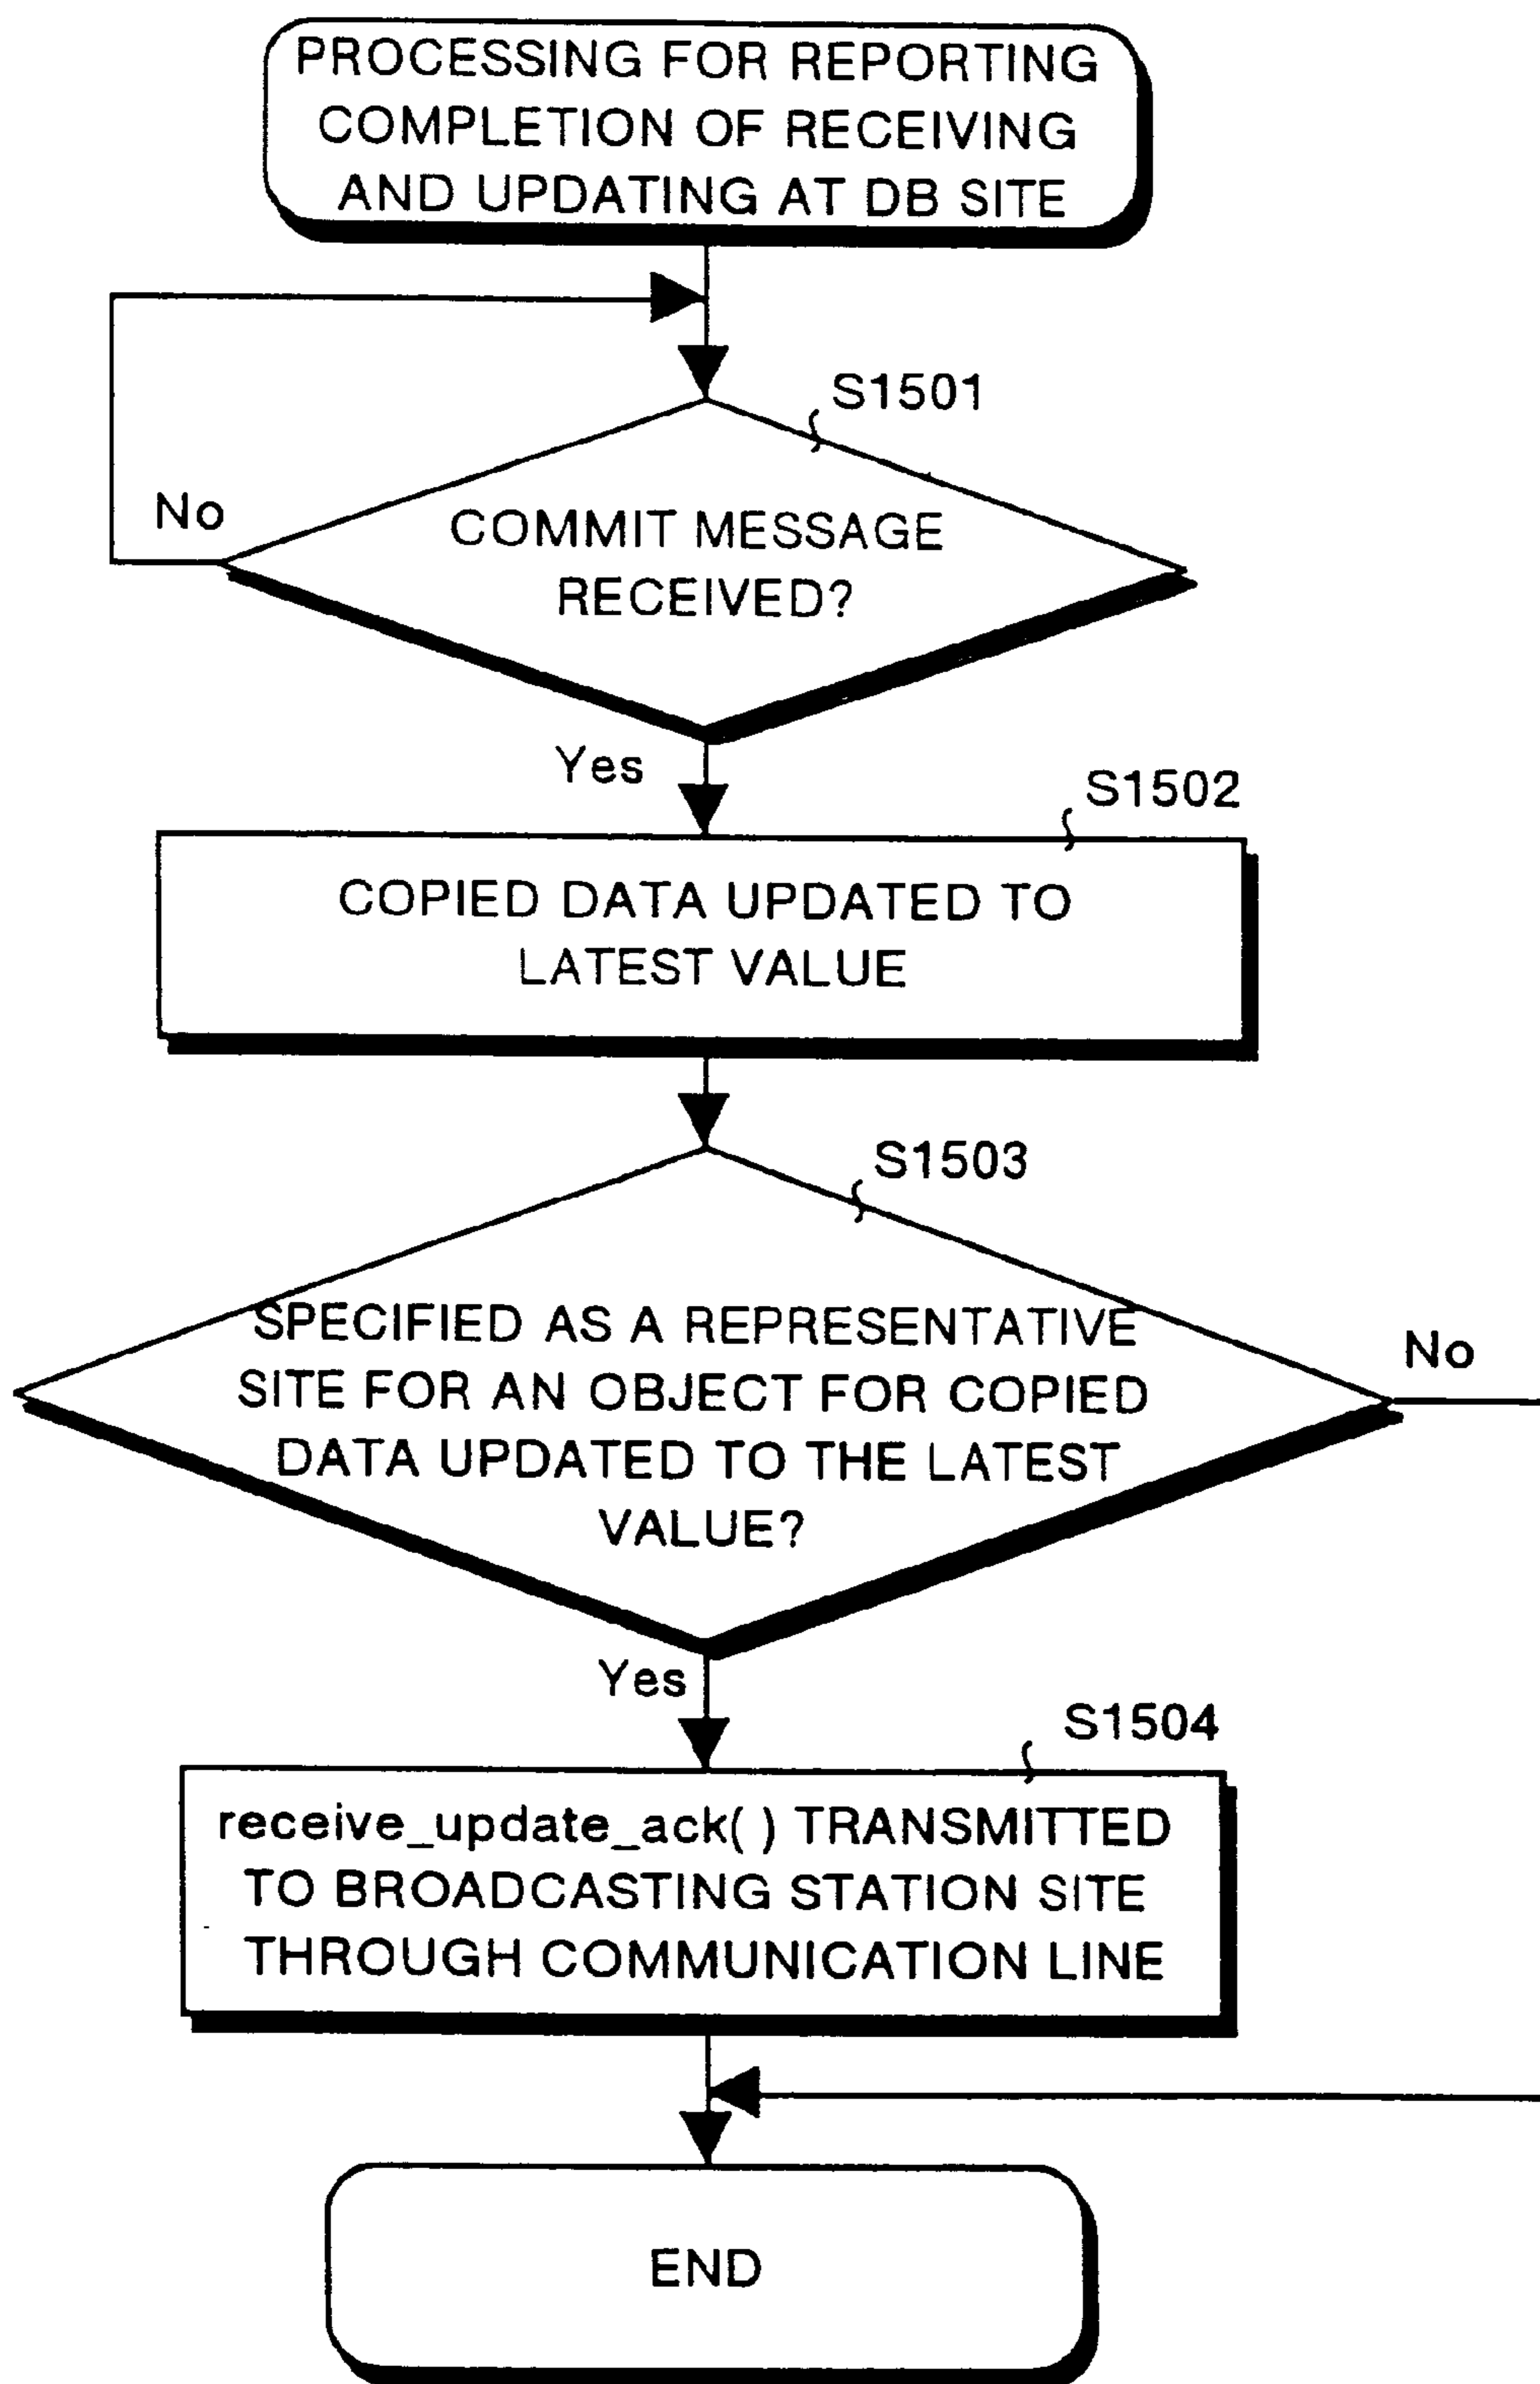 PROCESSING FOR REPORTING
COMPLETION OF RECEIVING
AND UPDATING AT DB SITE
S1501
No
COMMIT MESSAGE
RECEIVED?
Yes
S1502
COPIED DATA UPDATED TO
LATEST VALUE
S1503
SPECIFIED AS A REPRESENTATIVE
SITE FOR AN OBJECT FOR COPIED
DATA UPDATED TO THE LATEST
VALUE?
No
Yes
S1504
receive_update_ack( ) TRANSMITTED
TO BROADCASTING STATION SITE
THROUGH COMMUNICATION LINE
END